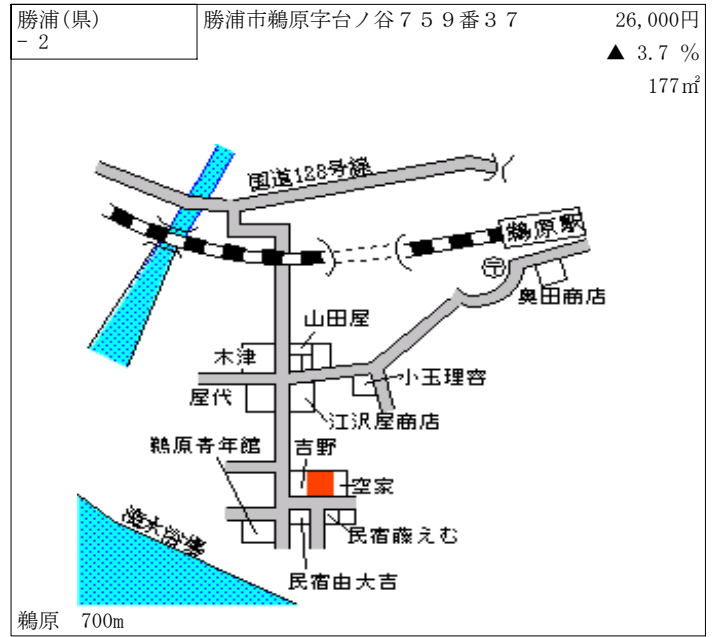 勝浦(県)
- 2
勝浦市鵜原字台ノ谷７５９番３７
26,000円
▲ 3.7 %
177㎡
国道128号線
鵜原駅
〒
奥田商店
山田屋
木津
小玉理容
屋代
江沢屋商店
鵜原青年館
吉野
空家
海水浴場
民宿藤えむ
民宿由大吉
鵜原 700m